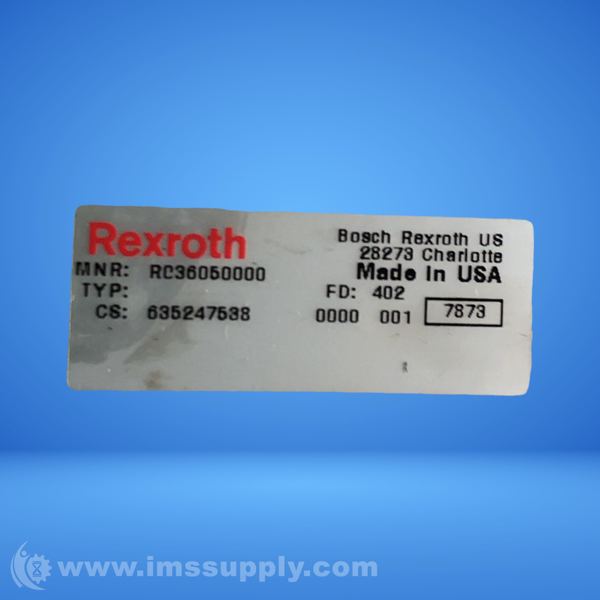 Rexroth
Bosch Rexroth US
28273 Charlotte
Made in USA
MNR: RC36050000
TYP:
FD: 402
CS: 635247538
0000 001 7873
www.imssupply.com